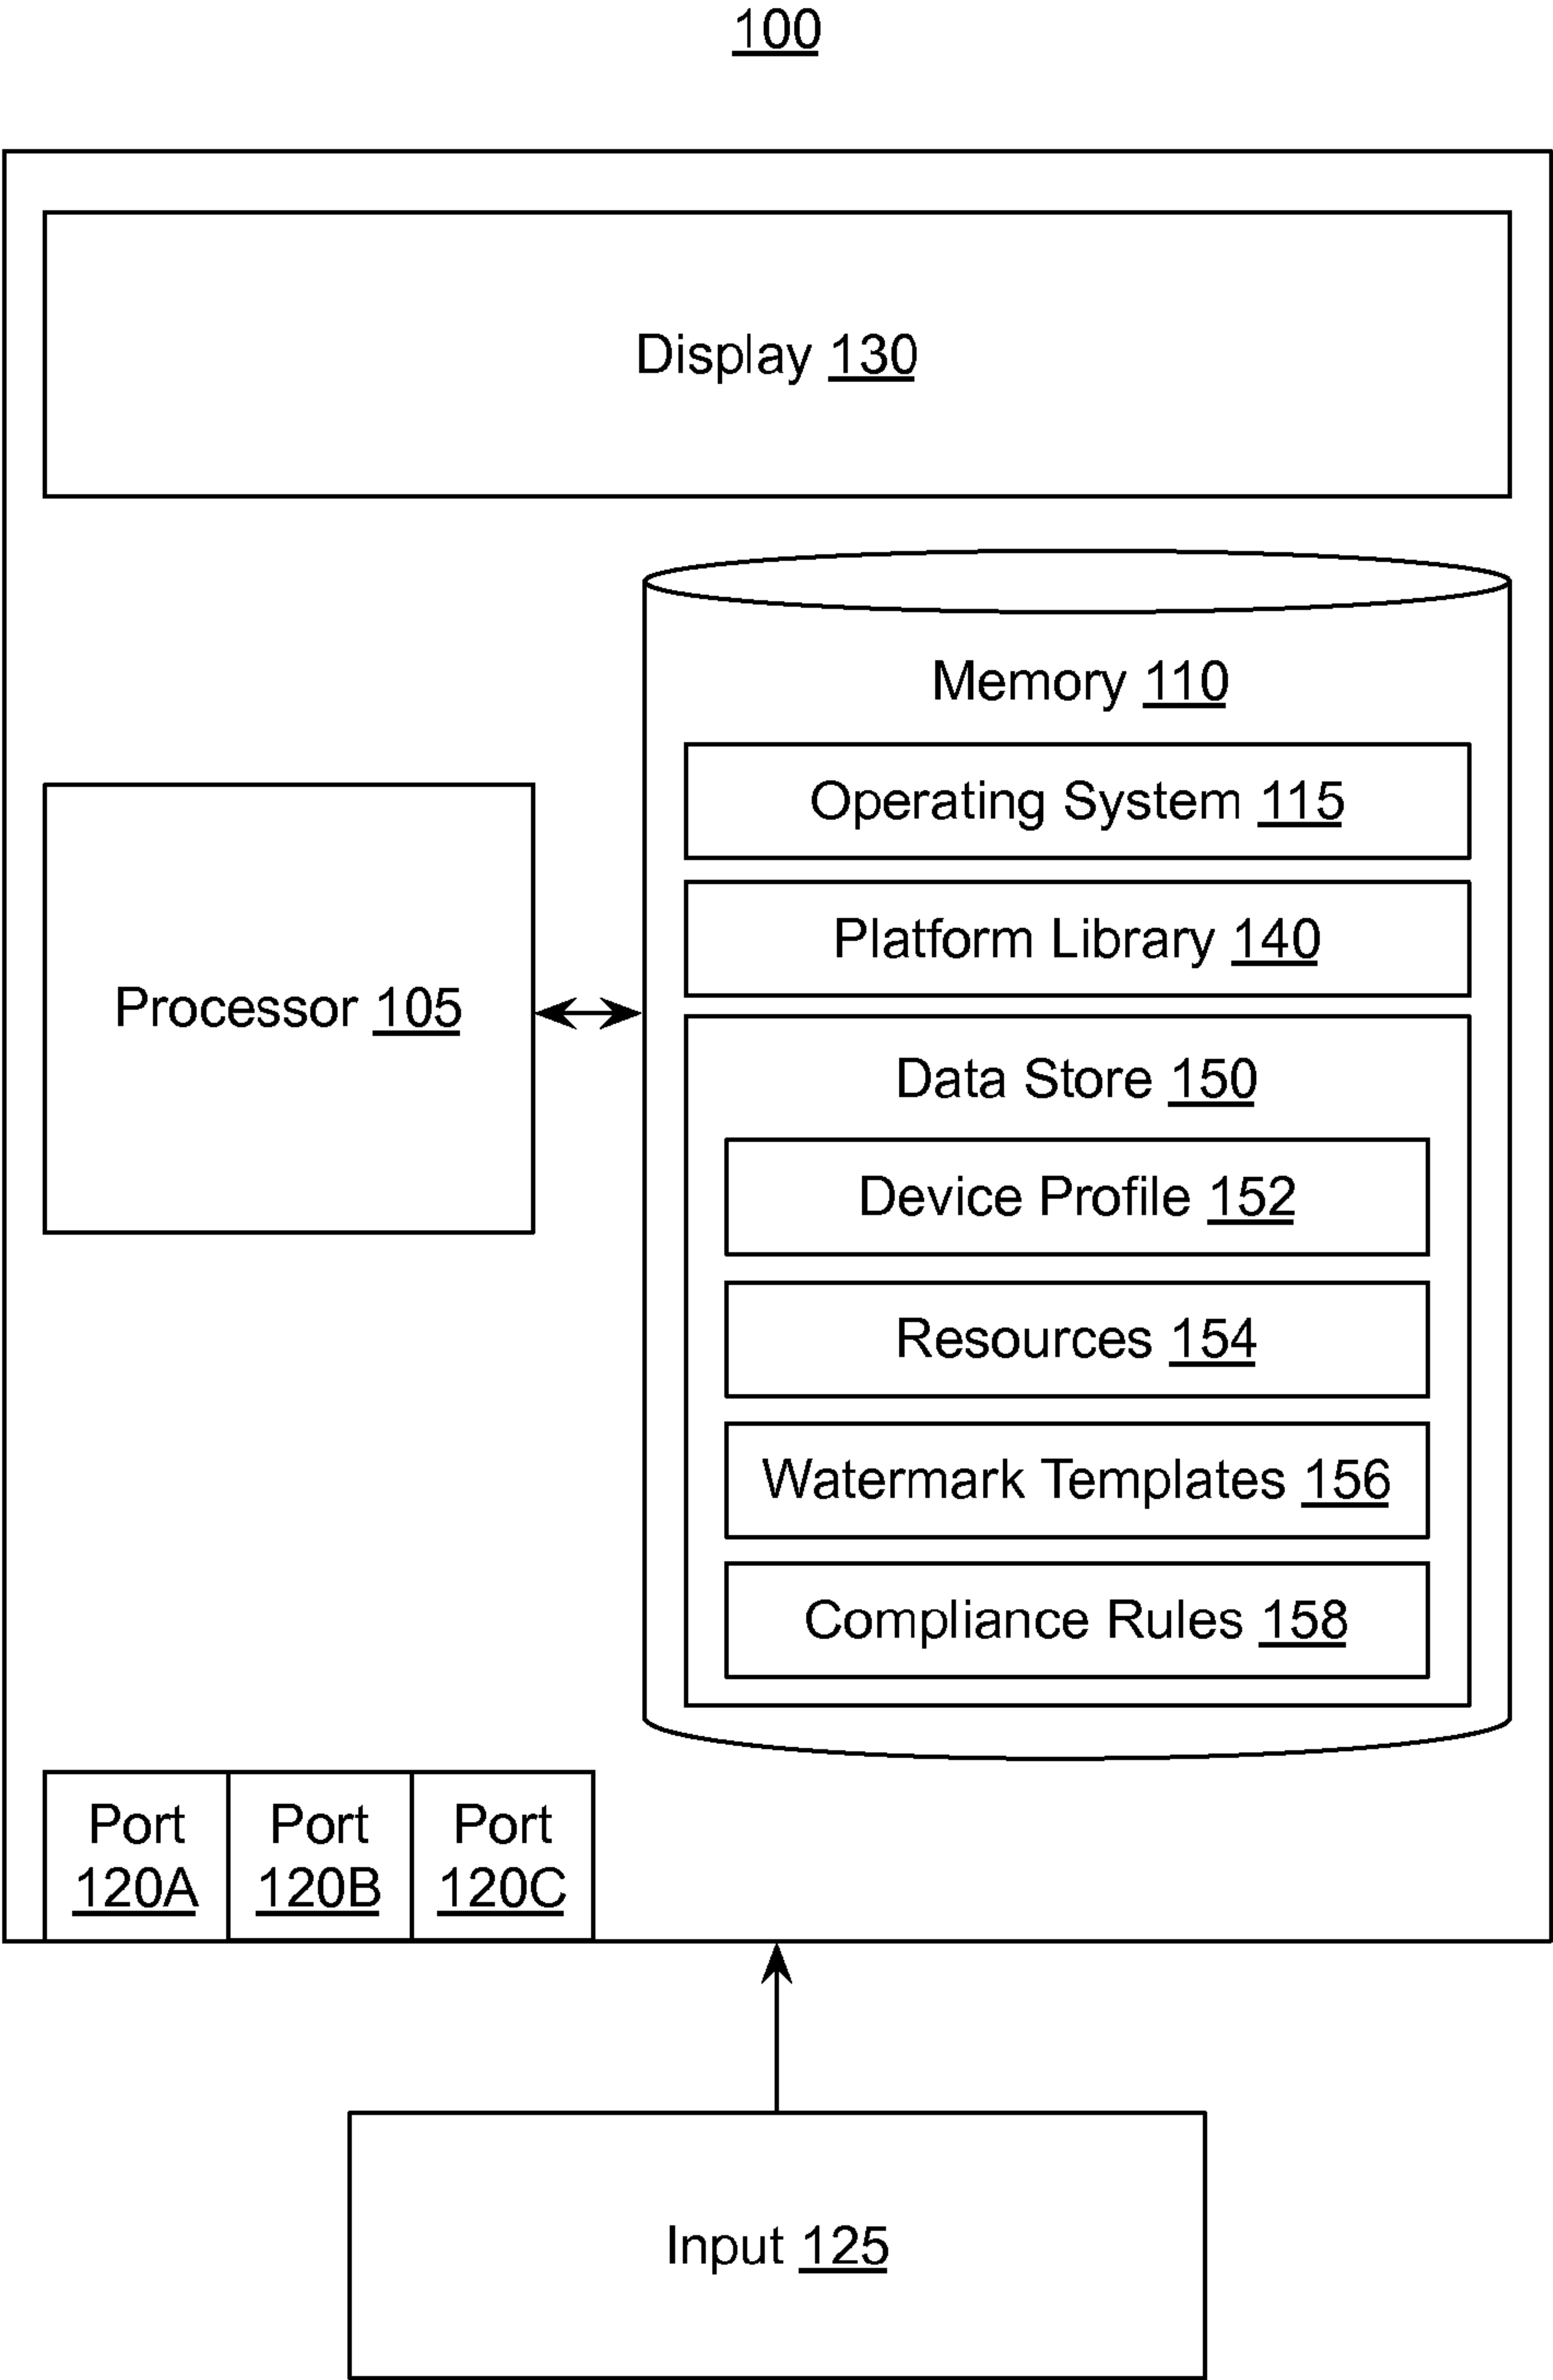 100
Display 130
Memory 110
Operating System 115
Platform Library 140
Processor 105
Data Store 150
Device Profile 152
Resources 154
Watermark Templates 156
Compliance Rules 158
Port
120A
Port
120B
Port
120C
Input 125